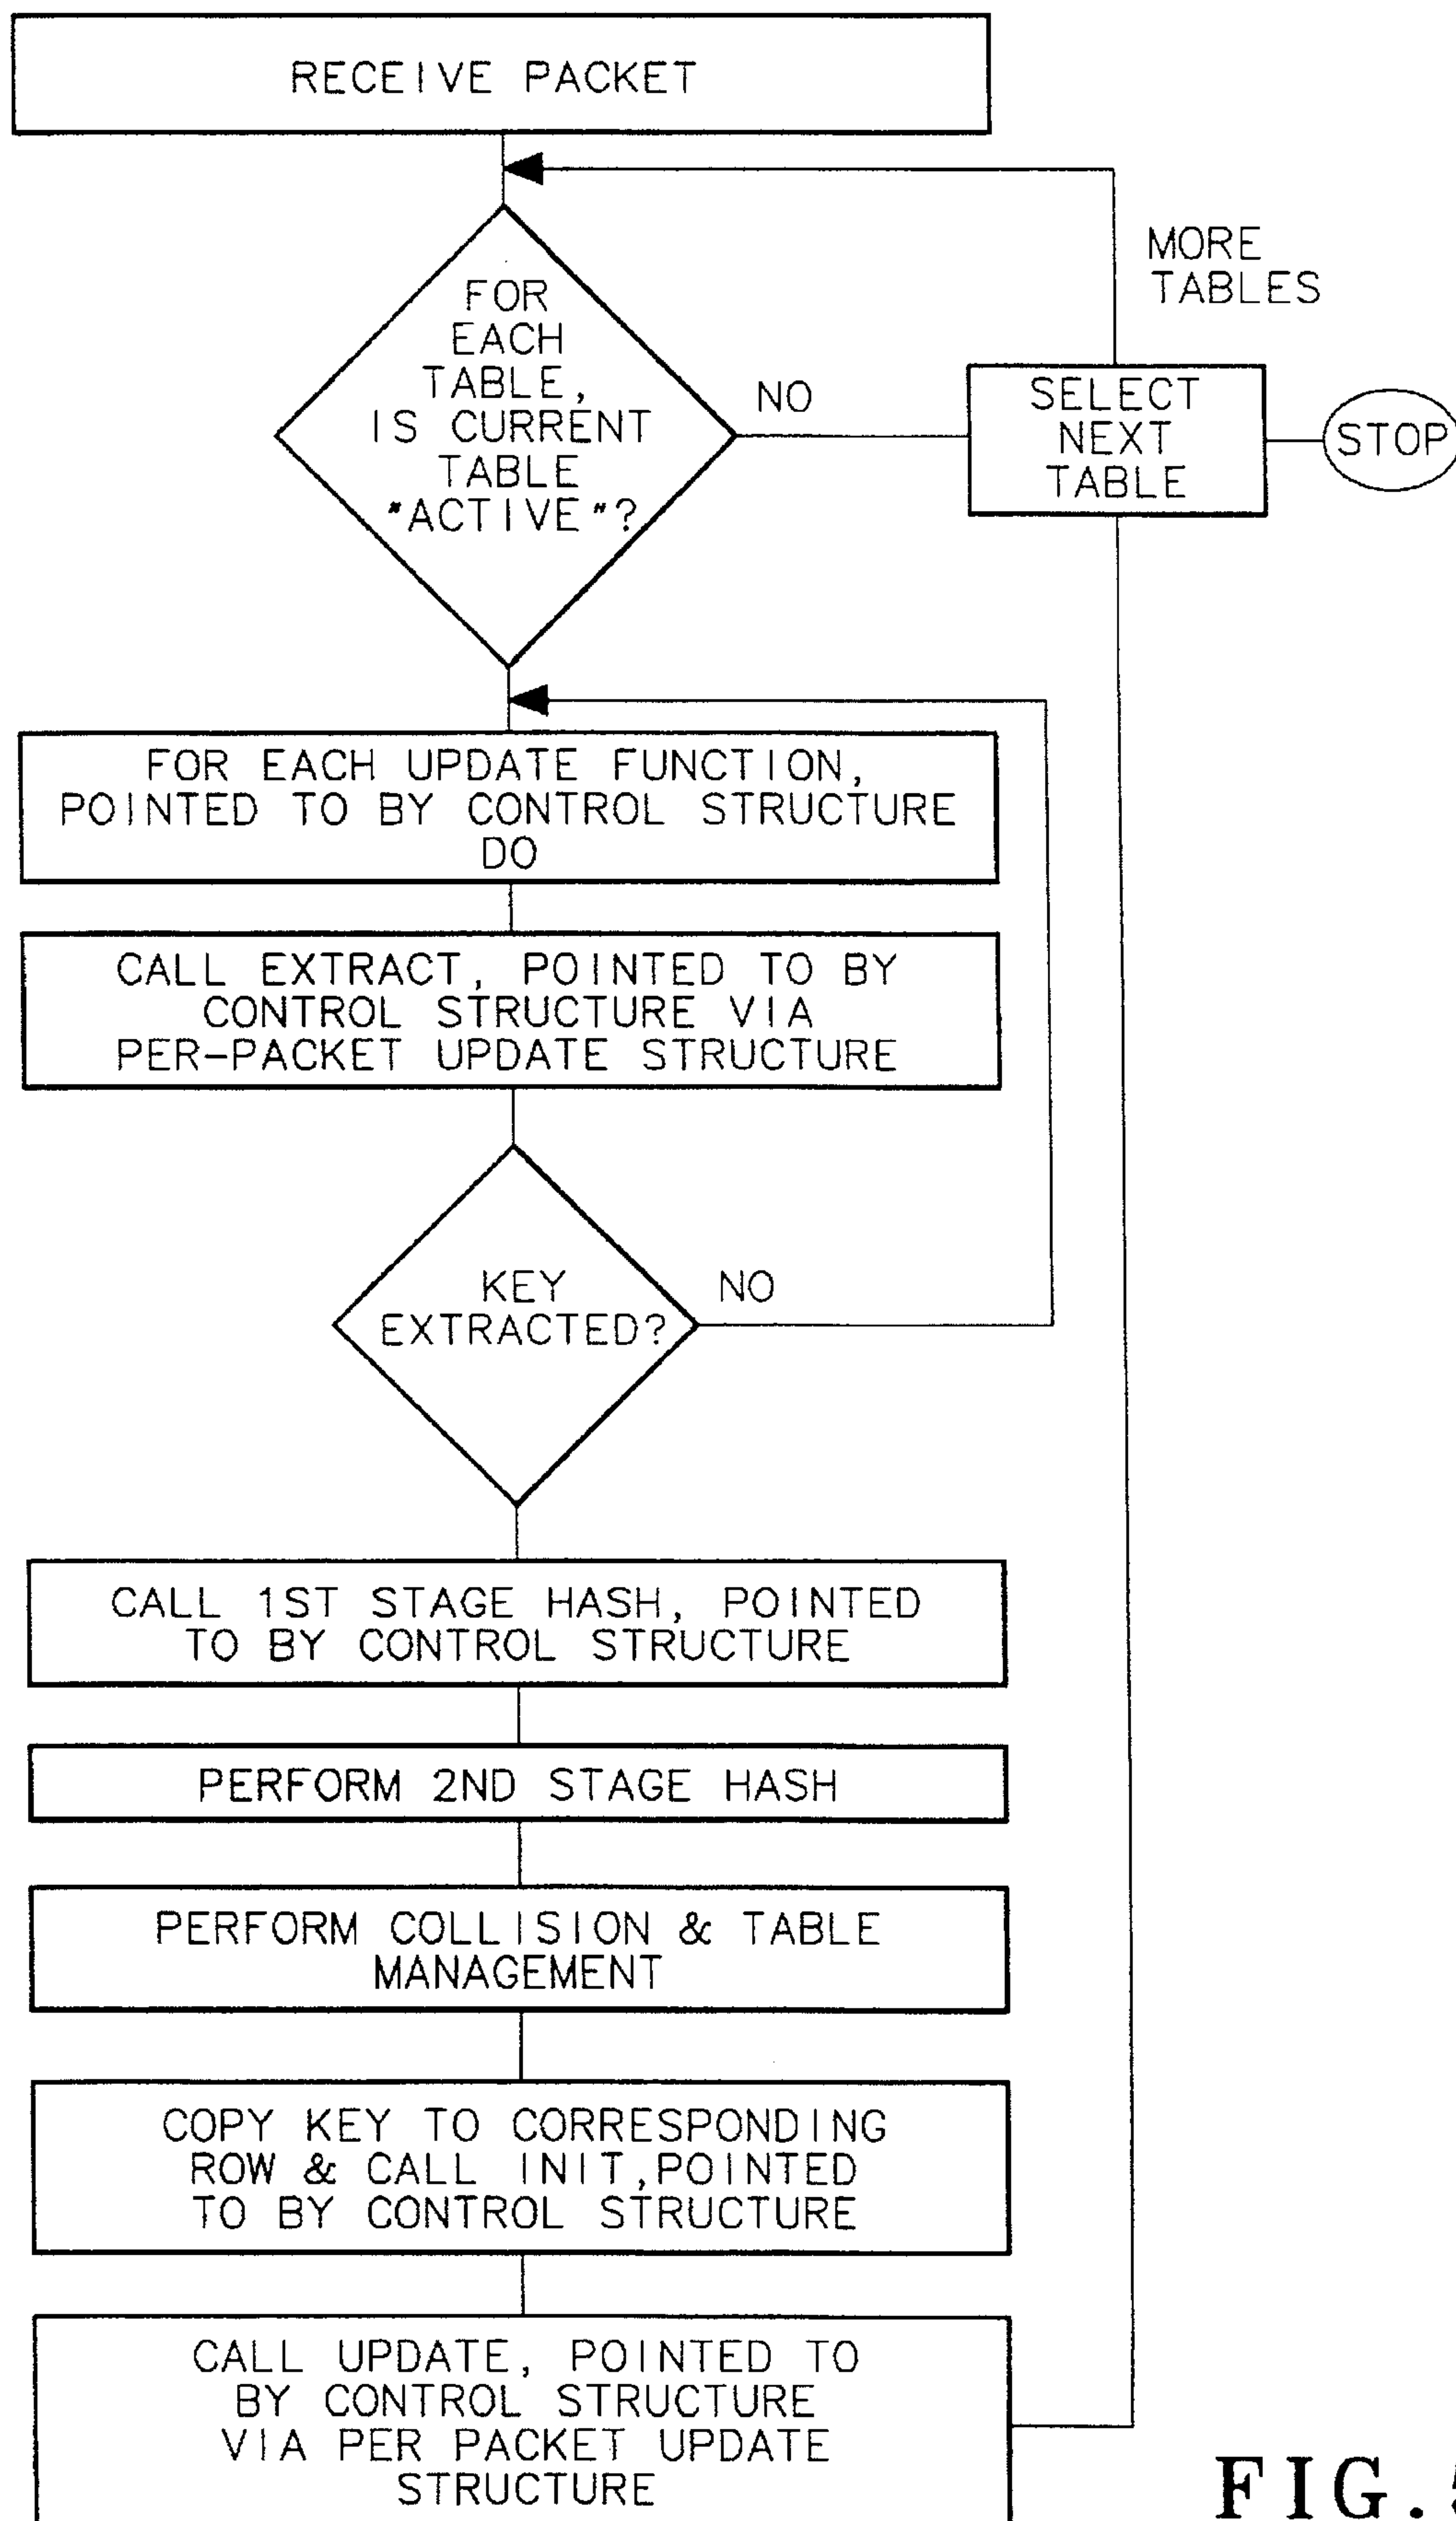 RECEIVE PACKET
MORE
TABLES
FOR
EACH
TABLE,
IS CURRENT
TABLE
"ACTIVE"?
NO
SELECT
NEXT
TABLE
STOP
FOR EACH UPDATE FUNCTION,
POINTED TO BY CONTROL STRUCTURE
DO
CALL EXTRACT, POINTED TO BY
CONTROL STRUCTURE VIA
PER-PACKET UPDATE STRUCTURE
KEY
EXTRACTED?
NO
CALL 1ST STAGE HASH, POINTED
TO BY CONTROL STRUCTURE
PERFORM 2ND STAGE HASH
PERFORM COLLISION & TABLE
MANAGEMENT
COPY KEY TO CORRESPONDING
ROW & CALL INIT,POINTED
TO BY CONTROL STRUCTURE
CALL UPDATE, POINTED TO
BY CONTROL STRUCTURE
VIA PER PACKET UPDATE
STRUCTURE
FIG.